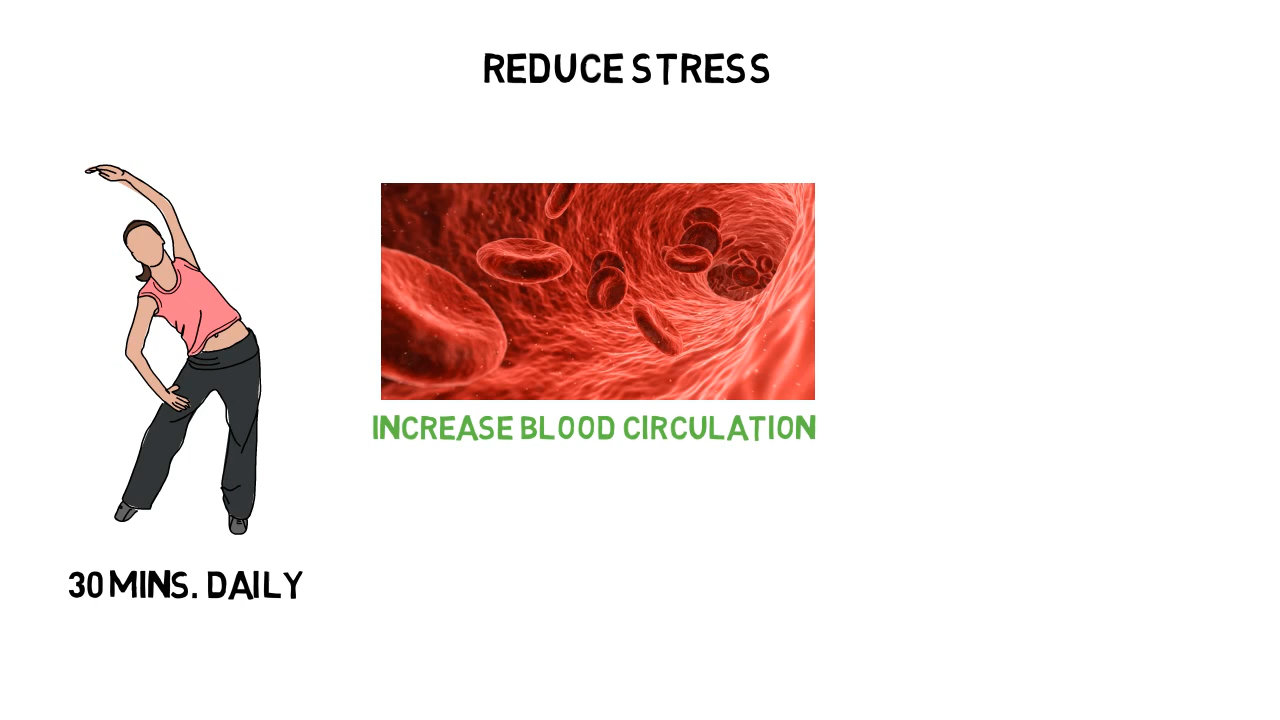 REDUCE STRESS
INCREASE BLOOD CIRCULATION
30 MINS. DAILY